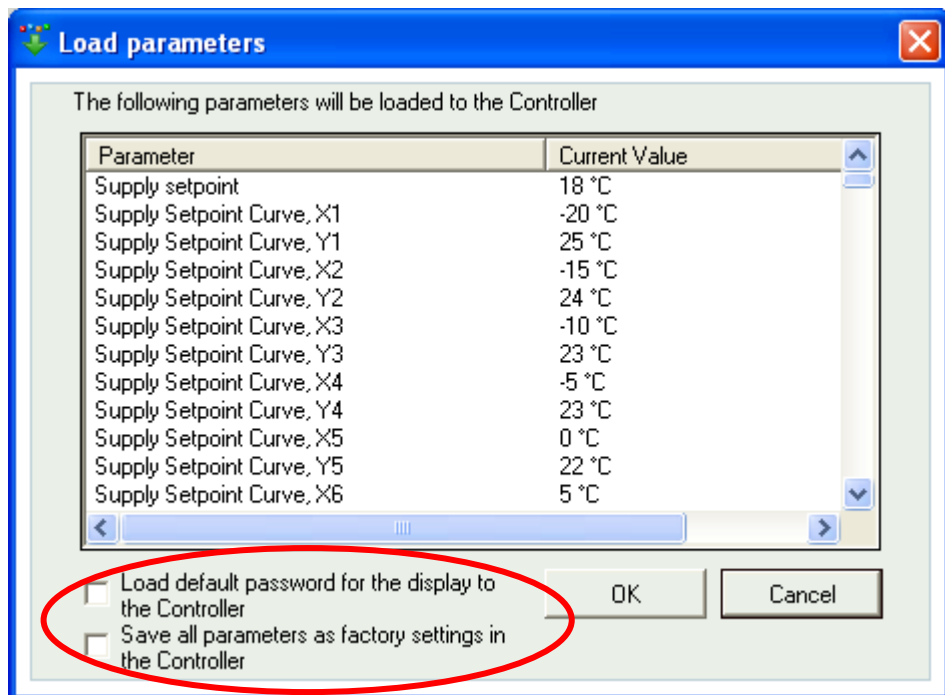 Load parameters
The following parameters will be loaded to the Controller
Parameter Current Value
Supply setpoint 18 °C
Supply Setpoint Curve, X1 -20 °C
Supply Setpoint Curve, Y1 25 °C
Supply Setpoint Curve, X2 -15 °C
Supply Setpoint Curve, Y2 24 °C
Supply Setpoint Curve, X3 -10 °C
Supply Setpoint Curve, Y3 23 °C
Supply Setpoint Curve, X4 -5 °C
Supply Setpoint Curve, Y4 23 °C
Supply Setpoint Curve, X5 0 °C
Supply Setpoint Curve, Y5 22 °C
Supply Setpoint Curve, X6 5 °C
Load default password for the display to
the Controller
Save all parameters as factory settings in
the Controller
OK Cancel